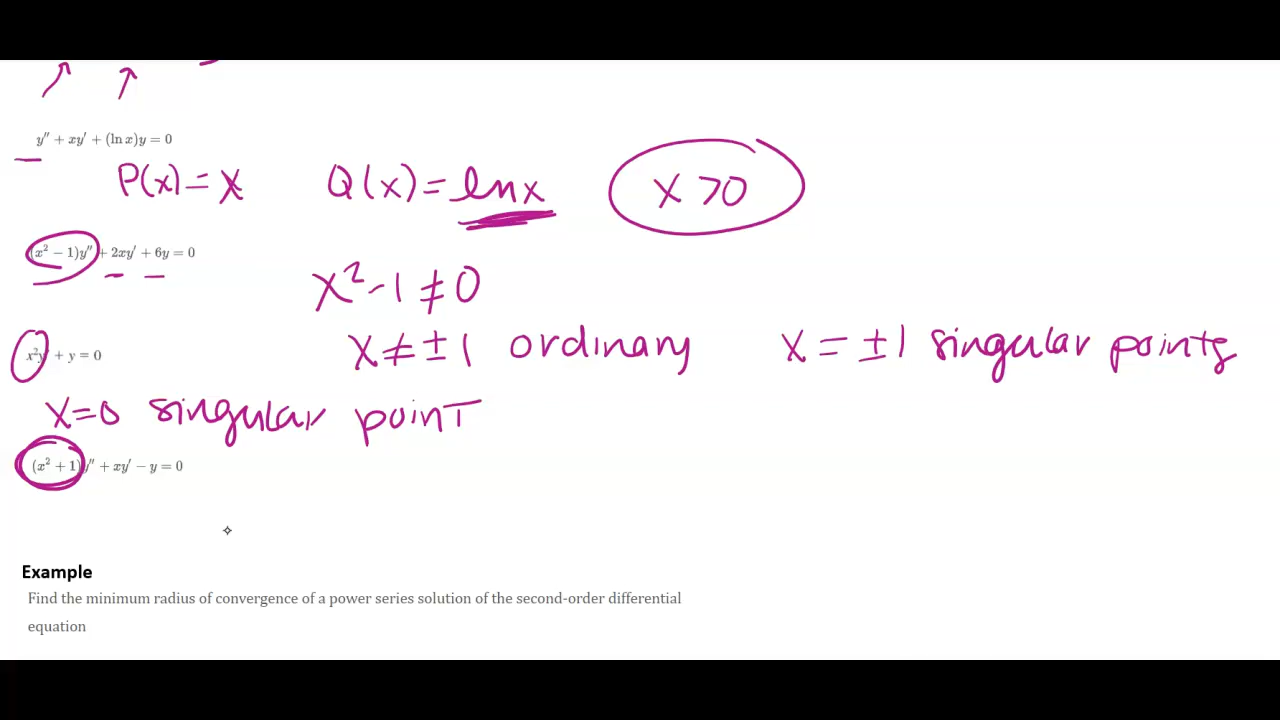 y″ + xy′ + (ln x)y = 0
P(x) = x Q(x) = lnx x > 0
(x² − 1)y″ + 2xy′ + 6y = 0
x² - 1 ≠ 0
x²y″ + y = 0
x ≠ ± 1 ordinary x = ± 1 singular points
x=0 singular point
(x² + 1)y″ + xy′ − y = 0
Example
Find the minimum radius of convergence of a power series solution of the second-order differential
equation